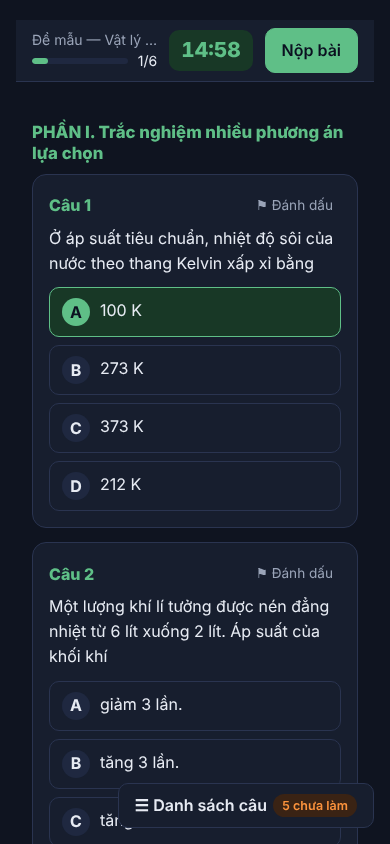 Đề mẫu — Vật lý ...
1/6
14:58
Nộp bài
PHẦN I. Trắc nghiệm nhiều phương án
lựa chọn
Câu 1
⚑ Đánh dấu
Ở áp suất tiêu chuẩn, nhiệt độ sôi của
nước theo thang Kelvin xấp xỉ bằng
A 100 K
B 273 K
C 373 K
D 212 K
Câu 2
⚑ Đánh dấu
Một lượng khí lí tưởng được nén đẳng
nhiệt từ 6 lít xuống 2 lít. Áp suất của
khối khí
A giảm 3 lần.
B tăng 3 lần.
C
☰ Danh sách câu 5 chưa làm